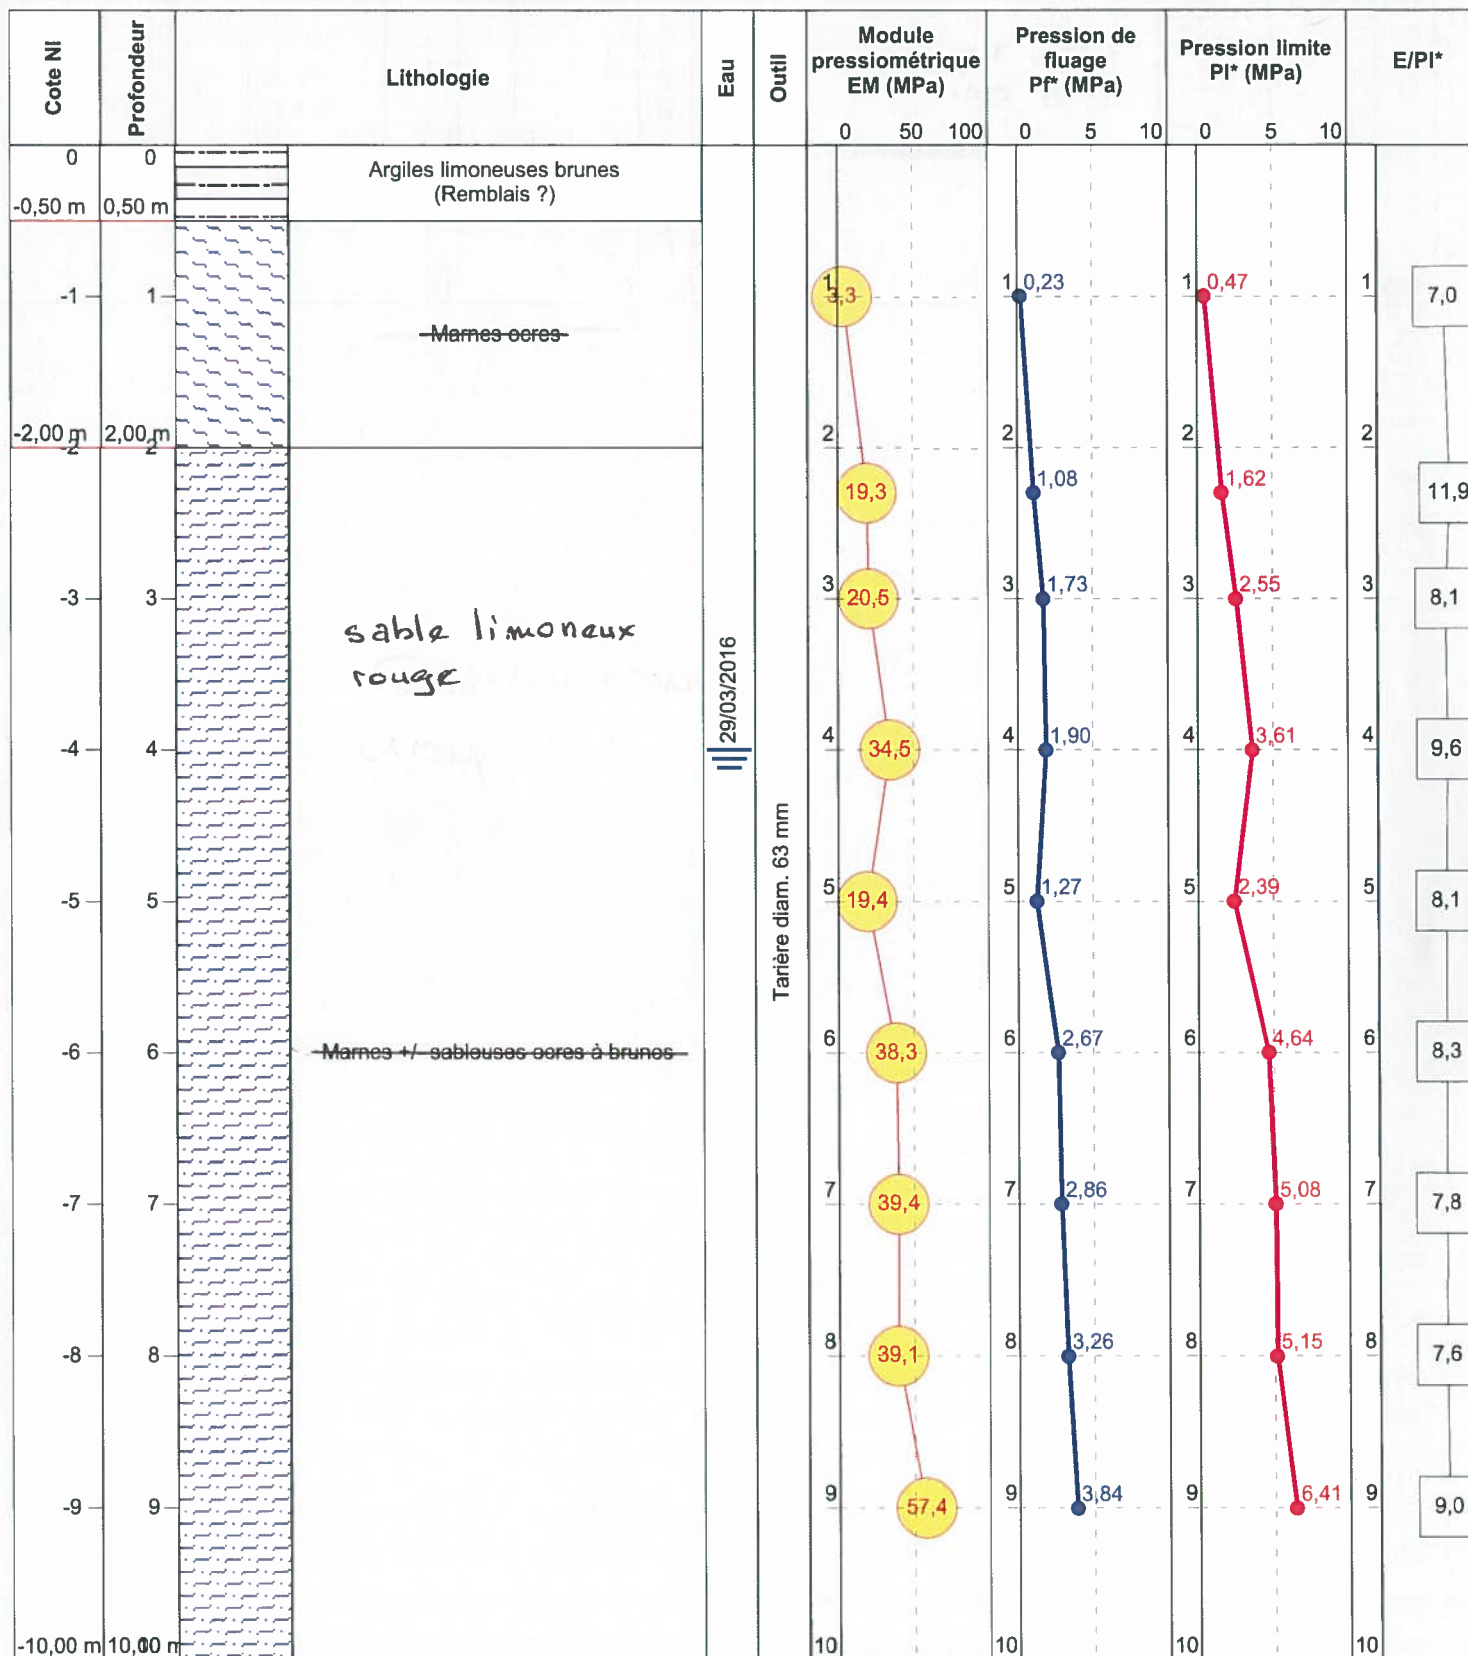 Cote NI
Profondeur
Lithologie
Eau
Outil
Module
pressiométrique
EM (MPa)
0 50 100
Pression de
fluage
Pf* (MPa)
0 5 10
Pression limite
Pl* (MPa)
0 5 10
E/Pl*
0 0
Argiles limoneuses brunes
(Remblais ?)
-0,50 m 0,50 m
-1 1
Marnes ocres
1 3,3 1 0,23 1 0,47 1 7,0
-2,00 m 2,00 m
-2 2
2 2 2 2
19,3 1,08 1,62 11,9
-3 3
3 20,5 3 1,73 3 2,55 3 8,1
sable limoneux
rouge
29/03/2016
-4 4
4 34,5 4 1,90 4 3,61 4 9,6
Tarière diam. 63 mm
-5 5
5 19,4 5 1,27 5 2,39 5 8,1
-6 6
Marnes +/- sableuses ocres à brunes
6 38,3 6 2,67 6 4,64 6 8,3
-7 7
7 39,4 7 2,86 7 5,08 7 7,8
-8 8
8 39,1 8 3,26 8 5,15 8 7,6
-9 9
9 57,4 9 3,84 9 6,41 9 9,0
-10,00 m 10,00 m
10 10 10 10 10